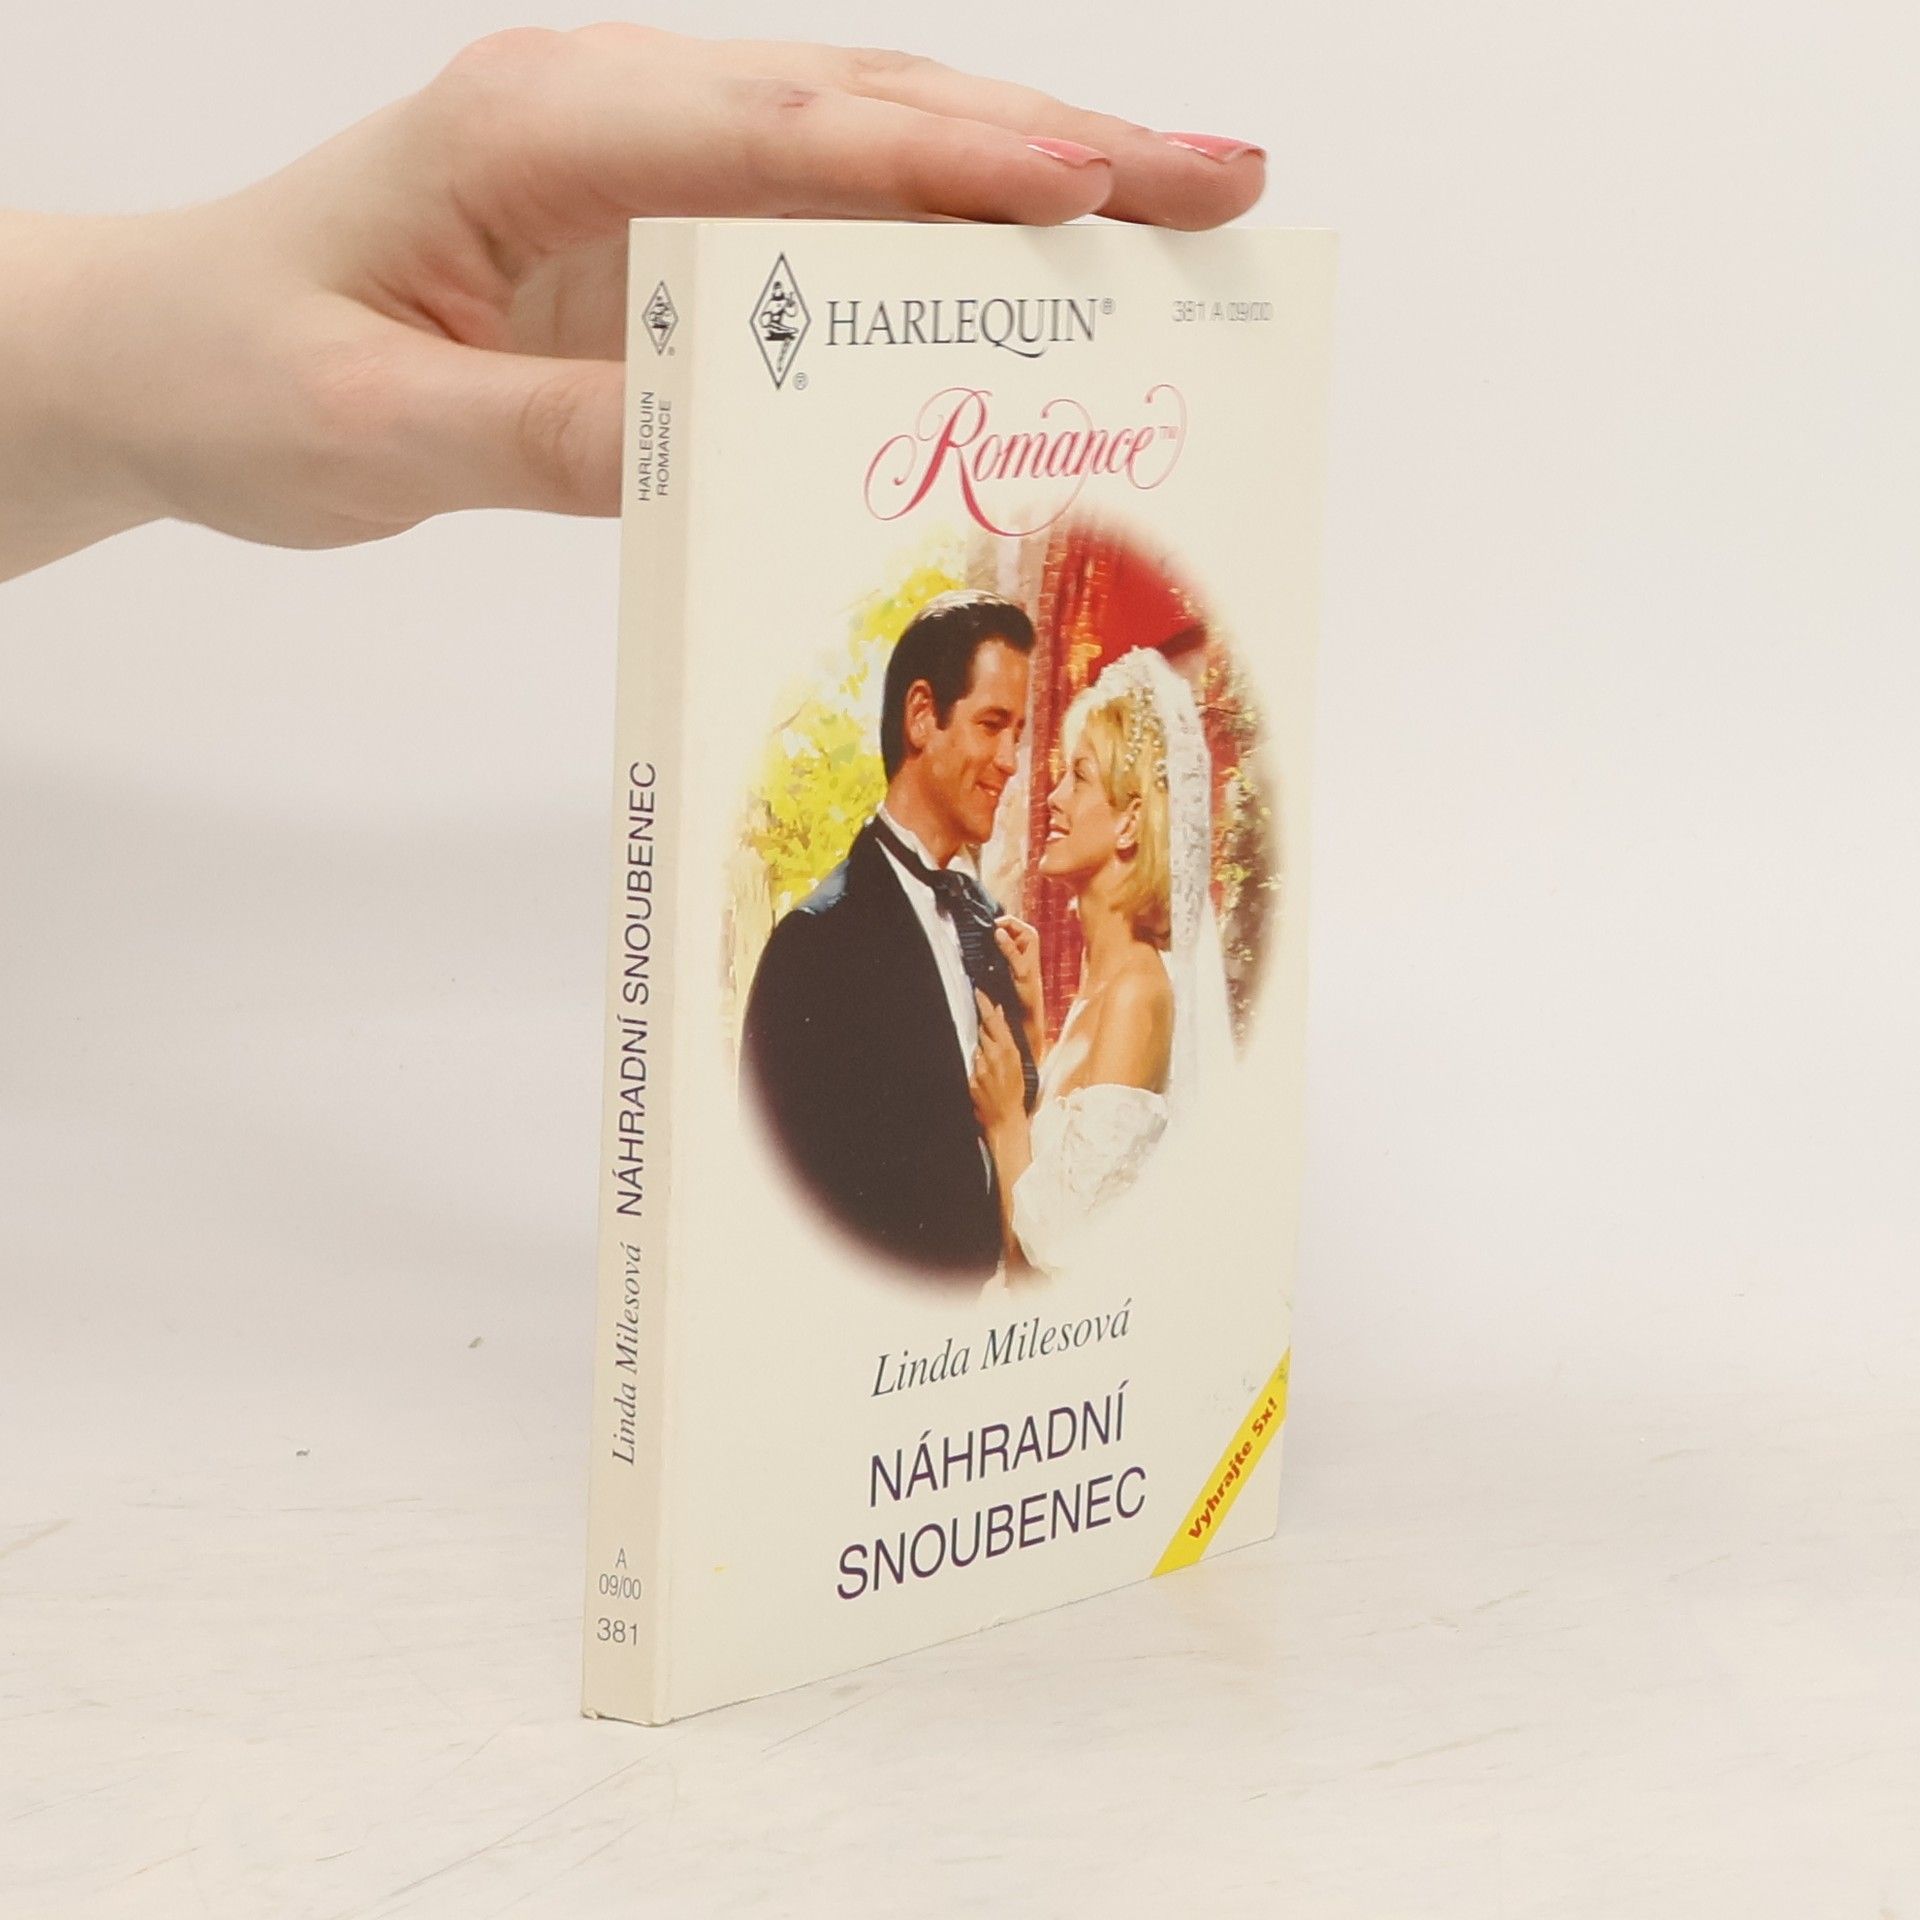 HARLEQUIN®
381 A 09/00
®
Romance™
Linda Milesová
NÁHRADNÍ
SNOUBENEC
Vyhrajte 5x!
®
HARLEQUIN
ROMANCE
Linda Milesová NÁHRADNÍ SNOUBENEC
A
09/00
381